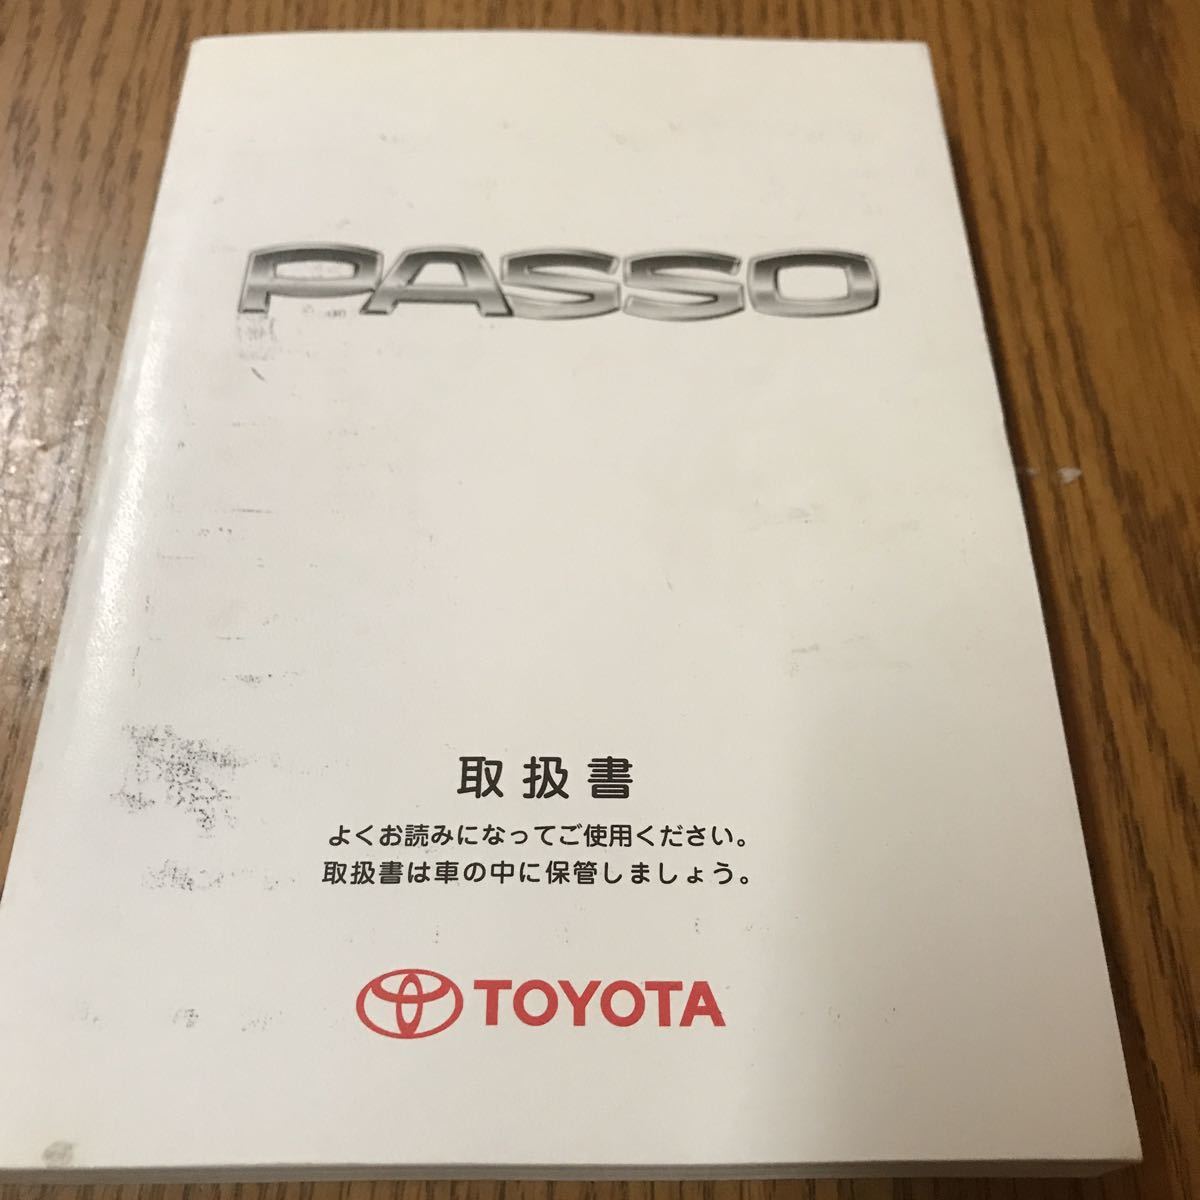 PASSO
取扱書
よくお読みになってご使用ください。
取扱書は車の中に保管しましょう。
TOYOTA